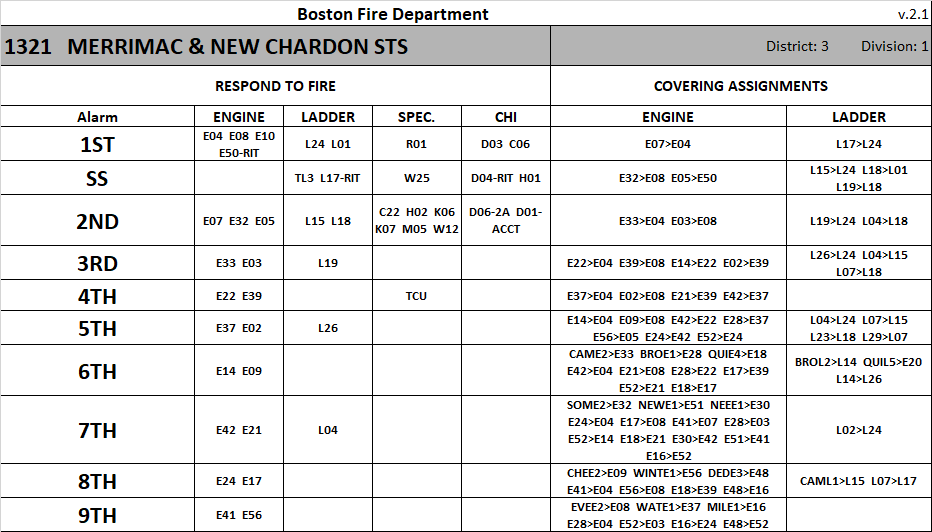 Boston Fire Department v.2.1
1321 MERRIMAC & NEW CHARDON STS District: 3 Division: 1
RESPOND TO FIRE COVERING ASSIGNMENTS
Alarm ENGINE LADDER SPEC. CHI ENGINE LADDER
1ST E04 E08 E10 E50-RIT L24 L01 R01 D03 C06 E07>E04 L17>L24
SS TL3 L17-RIT W25 D04-RIT H01 E32>E08 E05>E50 L15>L24 L18>L01 L19>L18
2ND E07 E32 E05 L15 L18 C22 H02 K06 K07 M05 W12 D06-2A D01-ACCT E33>E04 E03>E08 L19>L24 L04>L18
3RD E33 E03 L19 E22>E04 E39>E08 E14>E22 E02>E39 L26>L24 L04>L15 L07>L18
4TH E22 E39 TCU E37>E04 E02>E08 E21>E39 E42>E37
5TH E37 E02 L26 E14>E04 E09>E08 E42>E22 E28>E37 E56>E05 E24>E42 E52>E24 L04>L24 L07>L15 L23>L18 L29>L07
6TH E14 E09 CAME2>E33 BROE1>E28 QUIE4>E18 E42>E04 E21>E08 E28>E22 E17>E39 E52>E21 E18>E17 BROL2>L14 QUIL5>E20 L14>L26
7TH E42 E21 L04 SOME2>E32 NEWE1>E51 NEEE1>E30 E24>E04 E17>E08 E41>E07 E28>E03 E52>E14 E18>E21 E30>E42 E51>E41 E16>E52 L02>L24
8TH E24 E17 CHEE2>E09 WINTE1>E56 DEDE3>E48 E41>E04 E56>E08 E18>E39 E48>E16 CAML1>L15 L07>L17
9TH E41 E56 EVEE2>E08 WATE1>E37 MILE1>E16 E28>E04 E52>E03 E16>E24 E48>E52